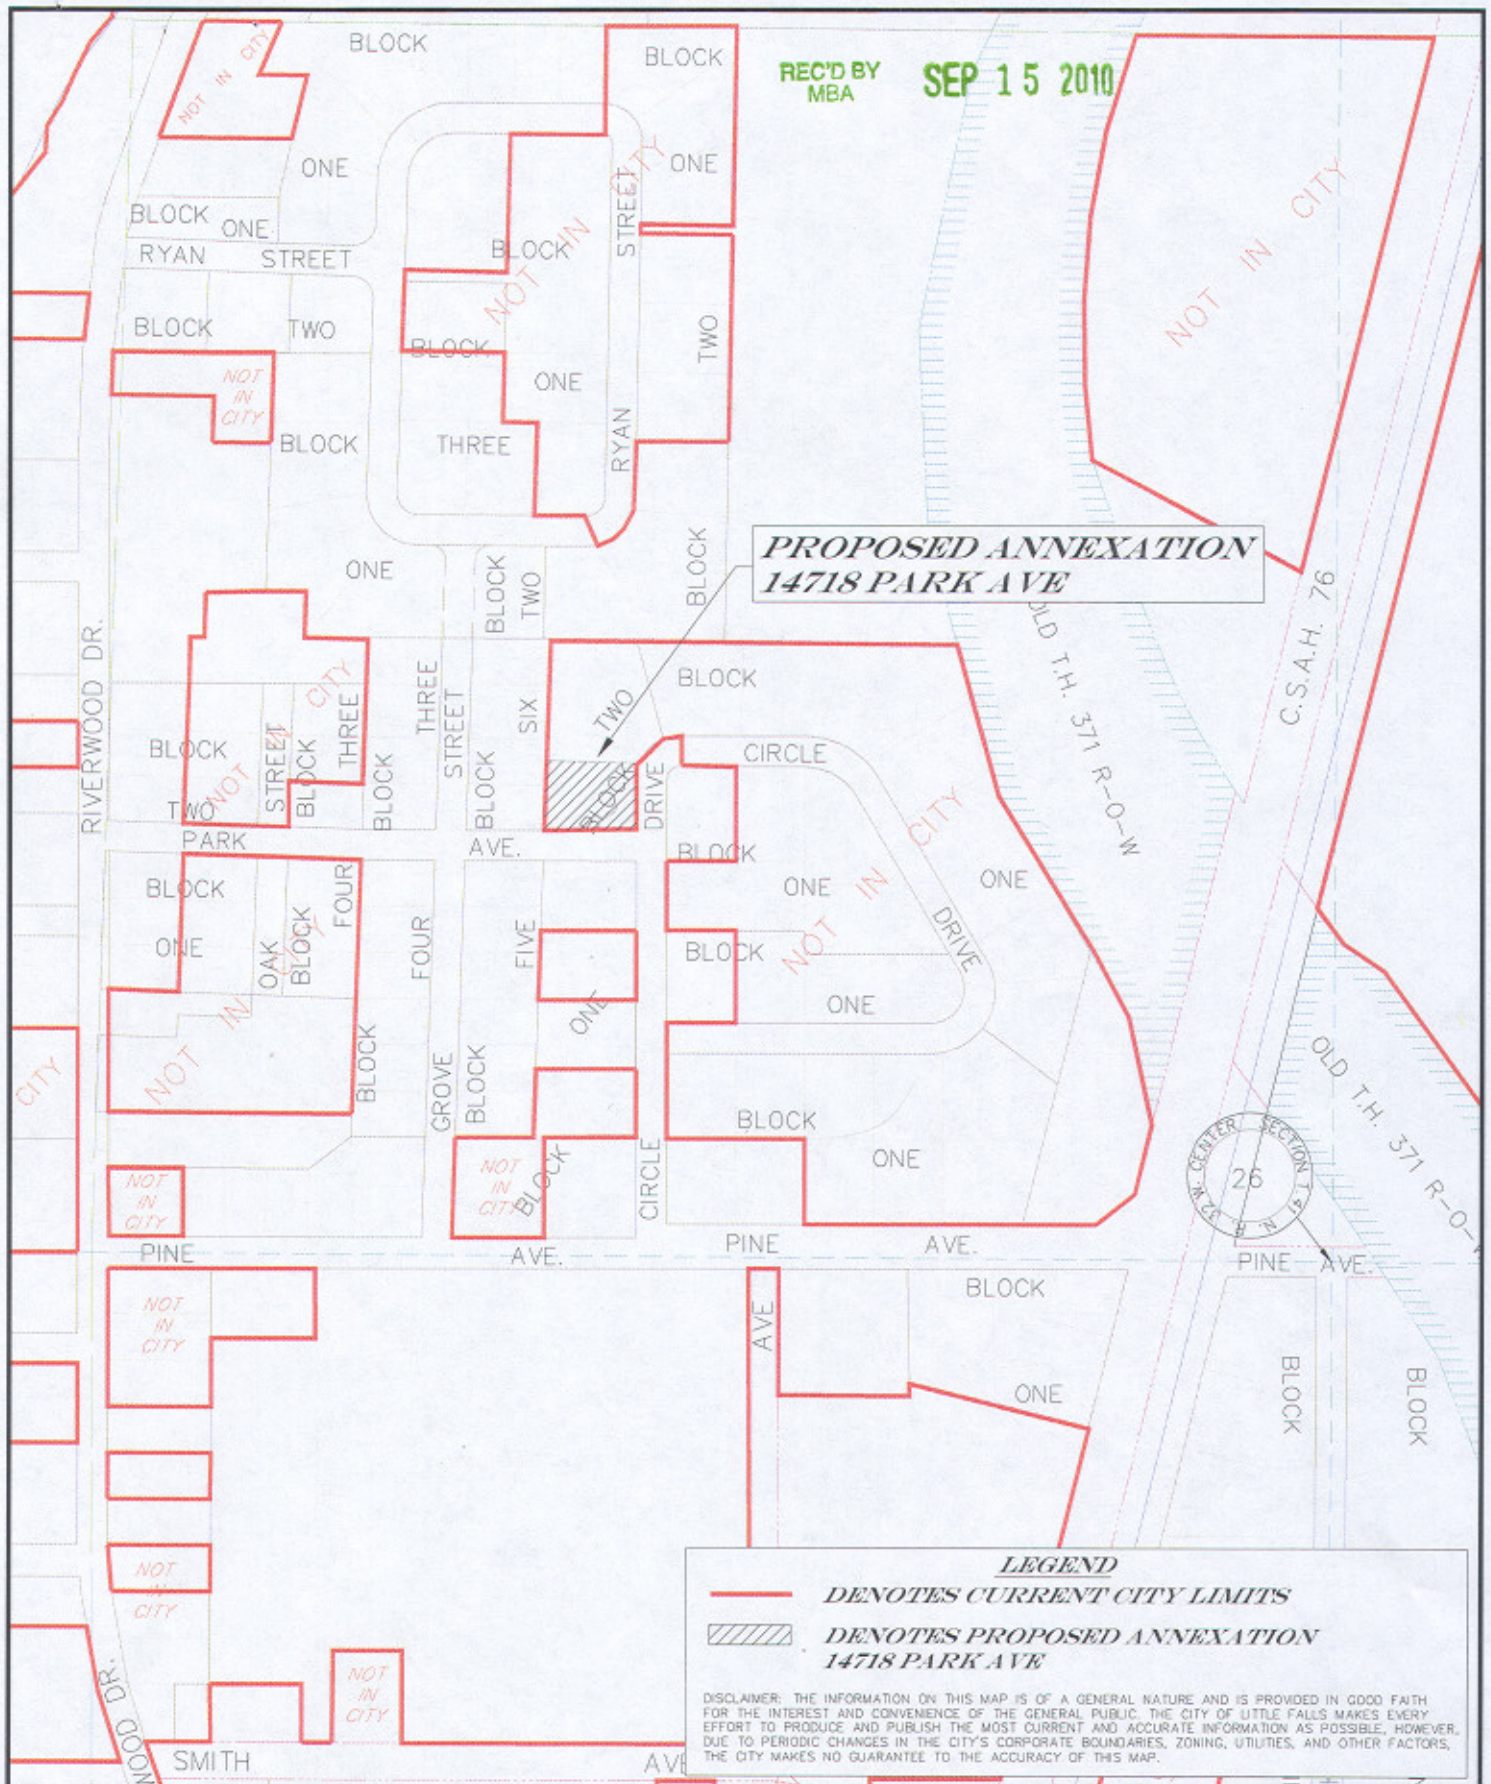 REC'D BY
MBA
SEP 15 2010
BLOCK
BLOCK
NOT IN CITY
ONE
ONE
NOT IN CITY
BLOCK
ONE
RYAN STREET
BLOCK
STREET
NOT IN CITY
BLOCK TWO
BLOCK
TWO
NOT
IN
CITY
ONE
BLOCK
THREE
RYAN
PROPOSED ANNEXATION
14718 PARK AVE
ONE
BLOCK
TWO
BLOCK
OLD T.H. 371 R-O-W
C.S.A.H. 76
RIVERWOOD DR.
NOT CITY
THREE
THREE
STREET
SIX
TWO
BLOCK
BLOCK
STREET
BLOCK
BLOCK
BLOCK
BLOCK
DRIVE
CIRCLE
TWO
PARK
AVE.
BLOCK
NOT IN CITY
BLOCK
FOUR
ONE
ONE
ONE
OAK
BLOCK
FOUR
FIVE
BLOCK
DRIVE
NOT IN CITY
ONE
ONE
CITY
BLOCK
GROVE
BLOCK
OLD T.H. 371 R-O-W
BLOCK
ONE
CENTER SECTION T. 41 N. R. 32 W.
26
NOT
IN
CITY
NOT
IN
CITY
BLOCK
CIRCLE
PINE
AVE.
PINE
AVE.
PINE AVE.
NOT
IN
CITY
AVE
BLOCK
ONE
BLOCK
BLOCK
NOT
IN
CITY
NOT
IN
CITY
WOOD DR.
SMITH
AVE
LEGEND
DENOTES CURRENT CITY LIMITS
DENOTES PROPOSED ANNEXATION
14718 PARK AVE
DISCLAIMER: THE INFORMATION ON THIS MAP IS OF A GENERAL NATURE AND IS PROVIDED IN GOOD FAITH
FOR THE INTEREST AND CONVENIENCE OF THE GENERAL PUBLIC. THE CITY OF LITTLE FALLS MAKES EVERY
EFFORT TO PRODUCE AND PUBLISH THE MOST CURRENT AND ACCURATE INFORMATION AS POSSIBLE, HOWEVER,
DUE TO PERIODIC CHANGES IN THE CITY'S CORPORATE BOUNDARIES, ZONING, UTILITIES, AND OTHER FACTORS,
THE CITY MAKES NO GUARANTEE TO THE ACCURACY OF THIS MAP.